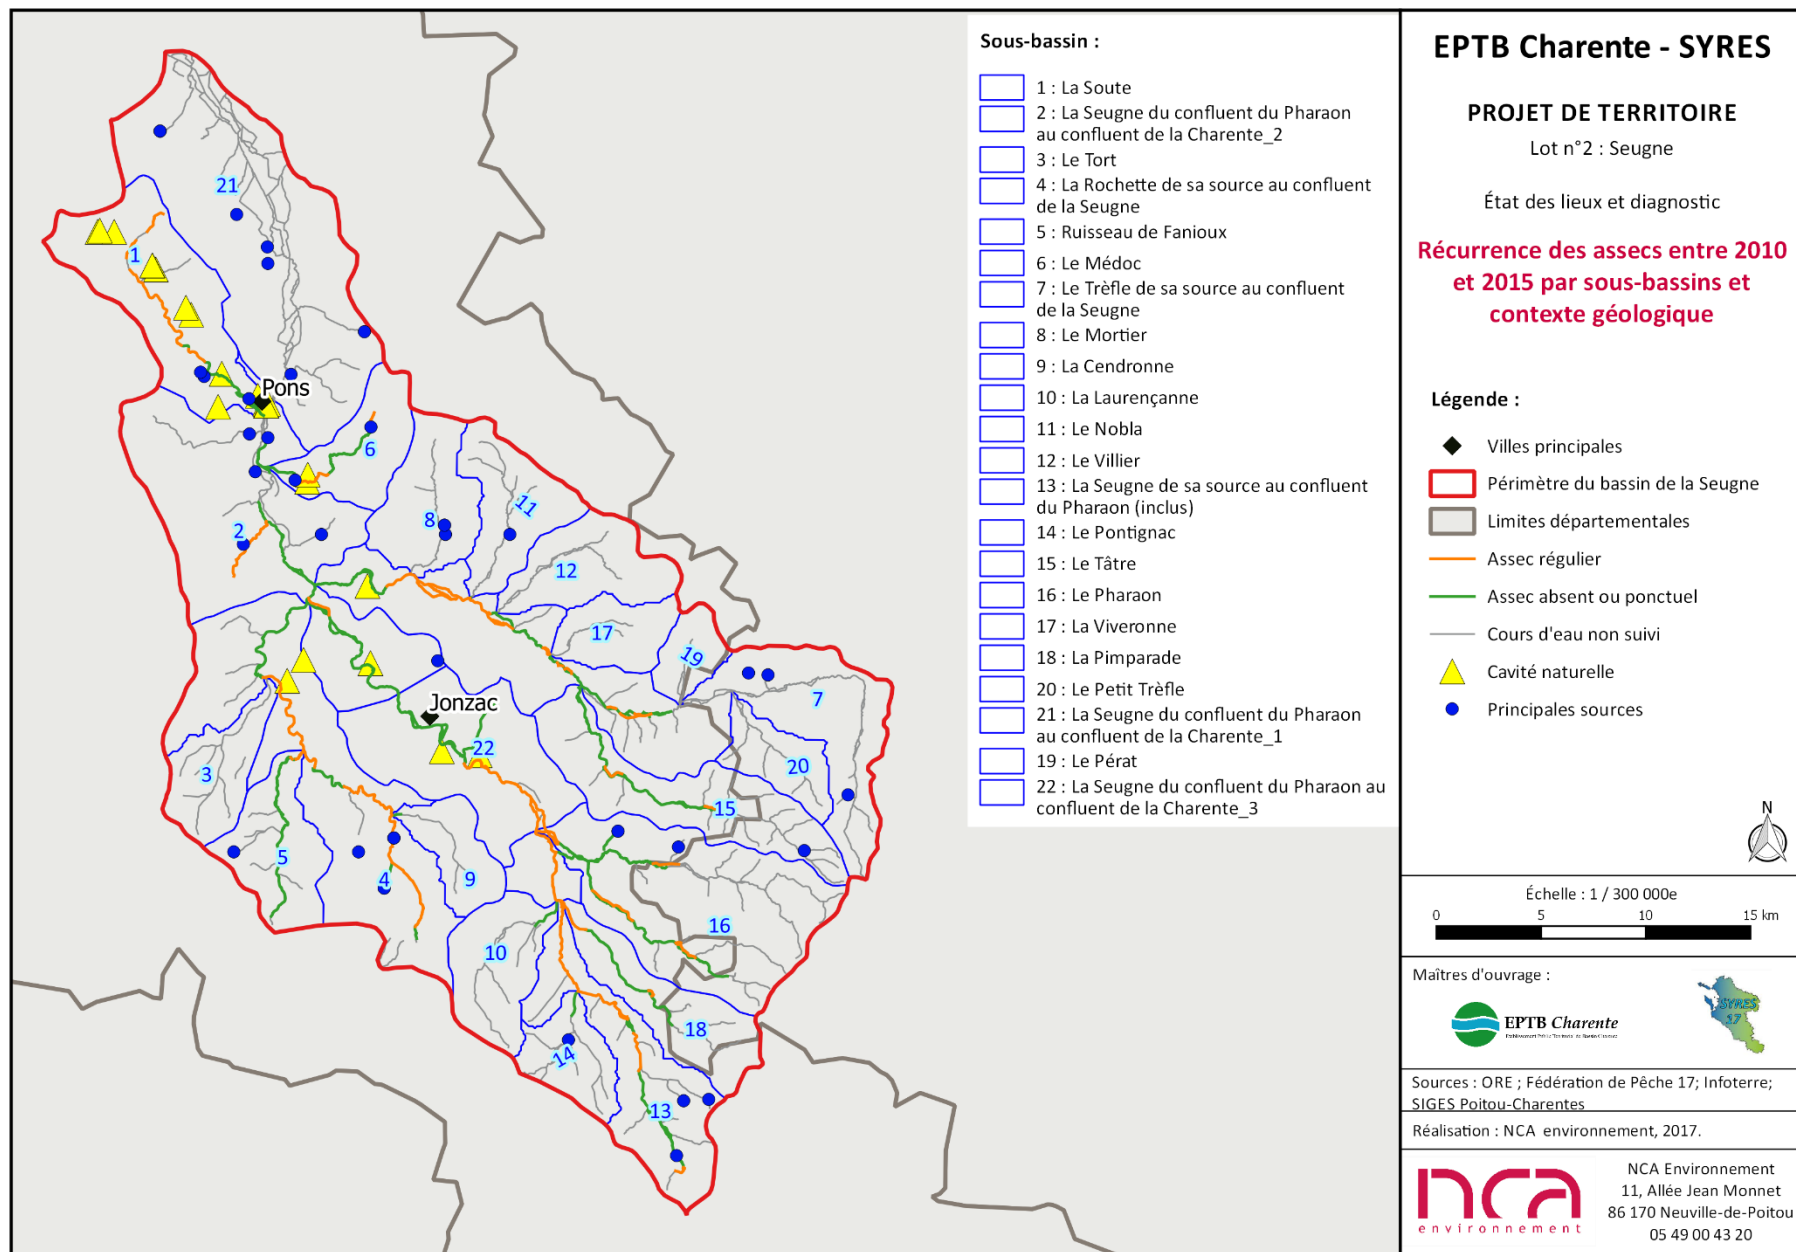 21
1
Pons
6
2
8
11
12
17
19
7
Jonzac
22
20
3
15
5
4
9
16
10
18
14
13
Sous-bassin :
1 : La Soute
2 : La Seugne du confluent du Pharaon
au confluent de la Charente_2
3 : Le Tort
4 : La Rochette de sa source au confluent
de la Seugne
5 : Ruisseau de Fanioux
6 : Le Médoc
7 : Le Trèfle de sa source au confluent
de la Seugne
8 : Le Mortier
9 : La Cendronne
10 : La Laurençanne
11 : Le Nobla
12 : Le Villier
13 : La Seugne de sa source au confluent
du Pharaon (inclus)
14 : Le Pontignac
15 : Le Tâtre
16 : Le Pharaon
17 : La Viveronne
18 : La Pimparade
20 : Le Petit Trèfle
21 : La Seugne du confluent du Pharaon
au confluent de la Charente_1
19 : Le Pérat
22 : La Seugne du confluent du Pharaon au
confluent de la Charente_3
EPTB Charente - SYRES
PROJET DE TERRITOIRE
Lot n°2 : Seugne
État des lieux et diagnostic
Récurrence des assecs entre 2010
et 2015 par sous-bassins et
contexte géologique
Légende :
Villes principales
Périmètre du bassin de la Seugne
Limites départementales
Assec régulier
Assec absent ou ponctuel
Cours d'eau non suivi
Cavité naturelle
Principales sources
N
Échelle : 1 / 300 000e
0 5 10 15 km
Maîtres d'ouvrage :
EPTB Charente
SYRES
17
Sources : ORE ; Fédération de Pêche 17; Infoterre;
SIGES Poitou-Charentes
Réalisation : NCA environnement, 2017.
nca
environnement
NCA Environnement
11, Allée Jean Monnet
86 170 Neuville-de-Poitou
05 49 00 43 20